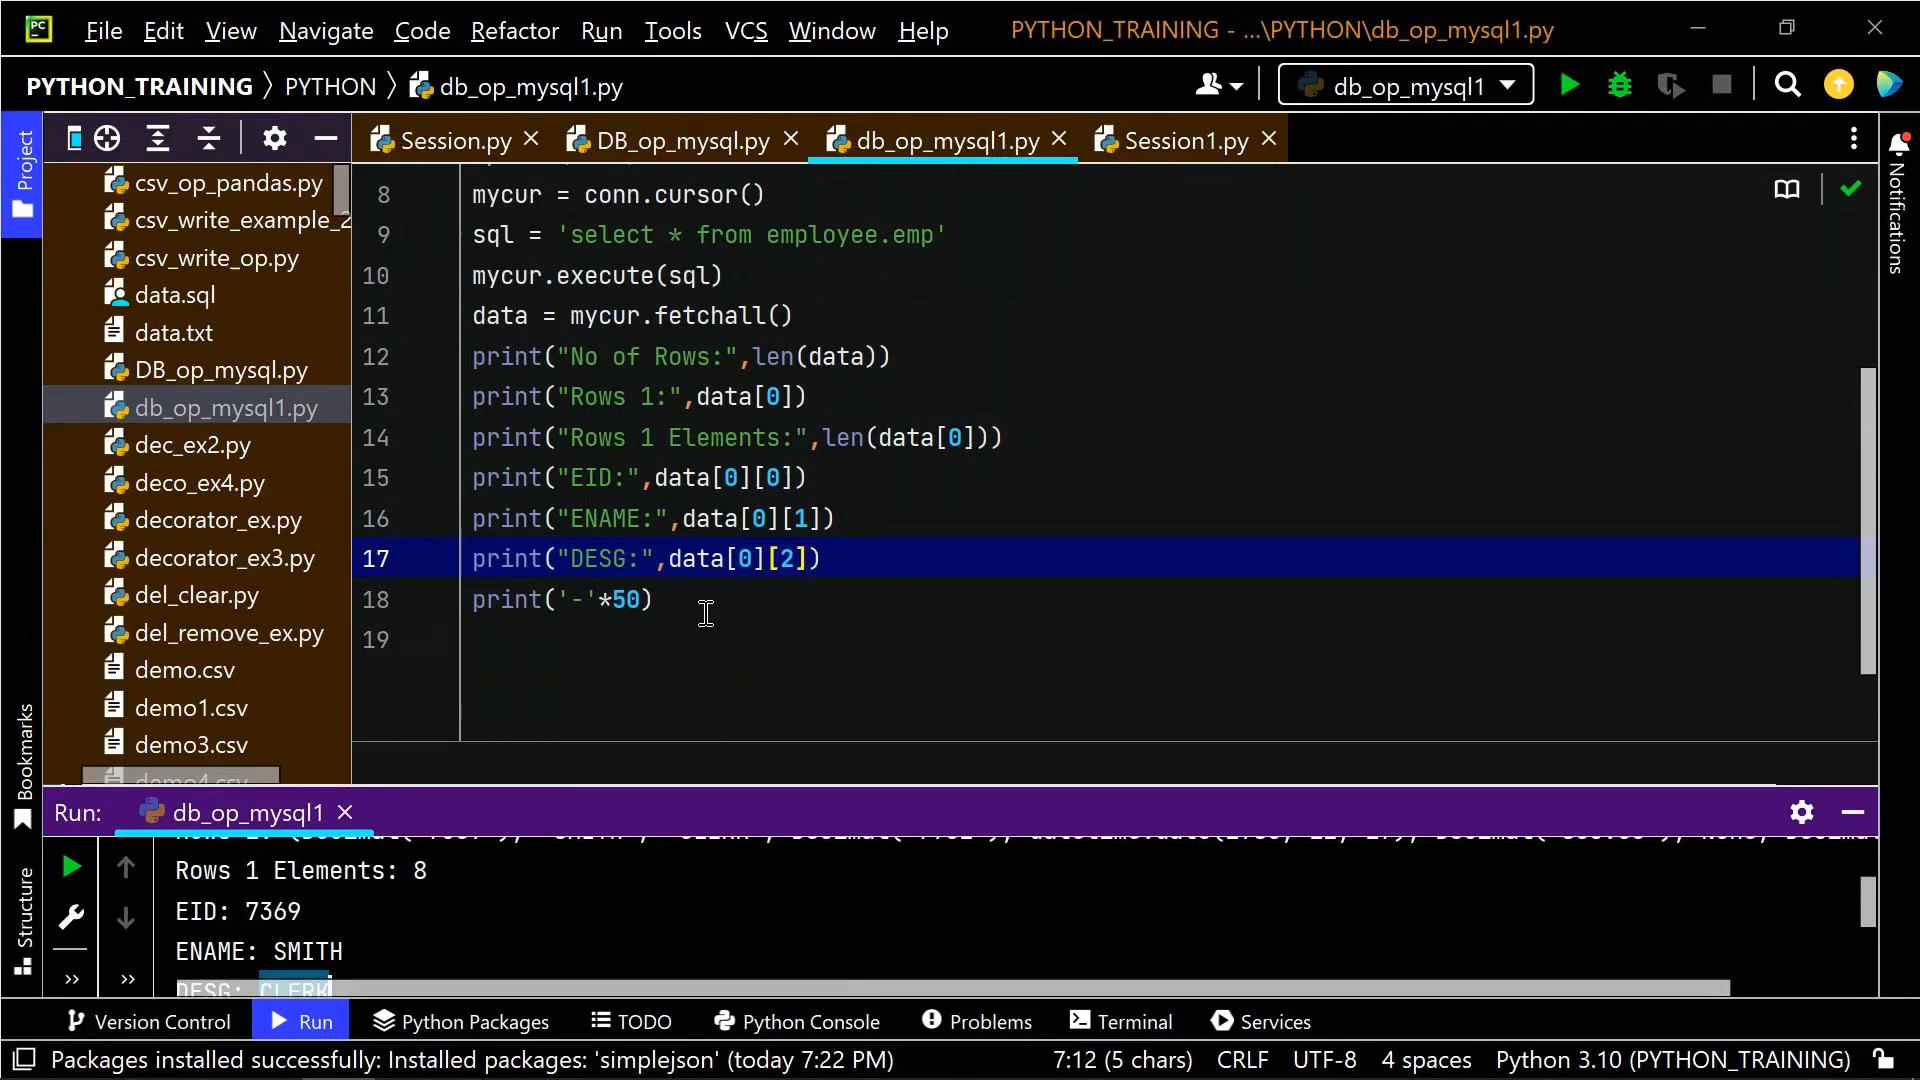 PC File Edit View Navigate Code Refactor Run Tools VCS Window Help PYTHON_TRAINING - ...\PYTHON\db_op_mysql1.py
PYTHON_TRAINING PYTHON db_op_mysql1.py db_op_mysql1
Project
Session.py DB_op_mysql.py db_op_mysql1.py Session1.py
Notifications
csv_op_pandas.py
csv_write_example_2
csv_write_op.py
data.sql
data.txt
DB_op_mysql.py
db_op_mysql1.py
dec_ex2.py
deco_ex4.py
decorator_ex.py
decorator_ex3.py
del_clear.py
del_remove_ex.py
demo.csv
demo1.csv
demo3.csv
demo4.csv
8 mycur = conn.cursor()
9 sql = 'select * from employee.emp'
10 mycur.execute(sql)
11 data = mycur.fetchall()
12 print("No of Rows:",len(data))
13 print("Rows 1:",data[0])
14 print("Rows 1 Elements:",len(data[0]))
15 print("EID:",data[0][0])
16 print("ENAME:",data[0][1])
17 print("DESG:",data[0][2])
18 print('-'*50)
19
Bookmarks
Structure
Run: db_op_mysql1
Rows 1 Elements: 8
EID: 7369
ENAME: SMITH
DESG: CLERK
Version Control Run Python Packages TODO Python Console Problems Terminal Services
Packages installed successfully: Installed packages: 'simplejson' (today 7:22 PM) 7:12 (5 chars) CRLF UTF-8 4 spaces Python 3.10 (PYTHON_TRAINING)